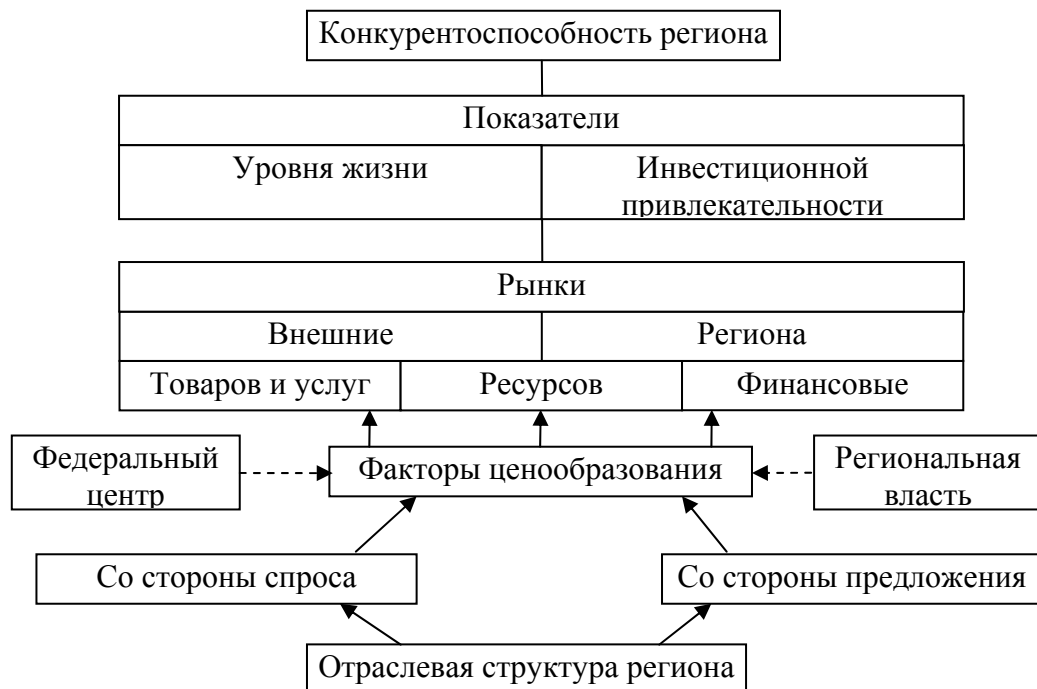 Конкурентоспособность региона
Показатели
Уровня жизни
Инвестиционной
привлекательности
Рынки
Внешние
Региона
Товаров и услуг
Ресурсов
Финансовые
Федеральный
центр
Факторы ценообразования
Региональная
власть
Со стороны спроса
Со стороны предложения
Отраслевая структура региона